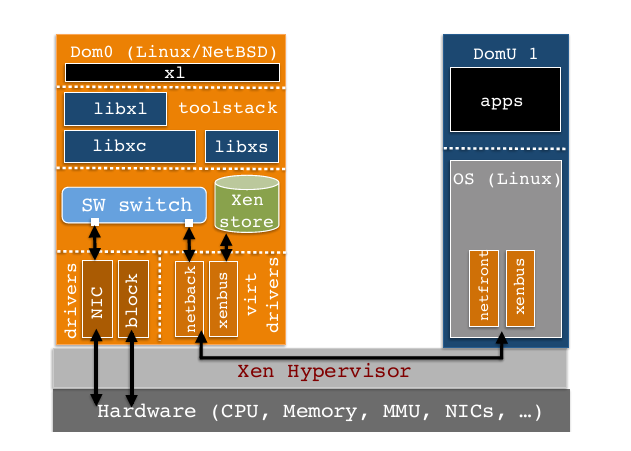 Dom0 (Linux/NetBSD)
xl
libxl
toolstack
libxc
libxs
SW switch
Xen
store
drivers
NIC
block
netback
xenbus
virt
drivers
DomU 1
apps
OS (Linux)
netfront
xenbus
Xen Hypervisor
Hardware (CPU, Memory, MMU, NICs, …)